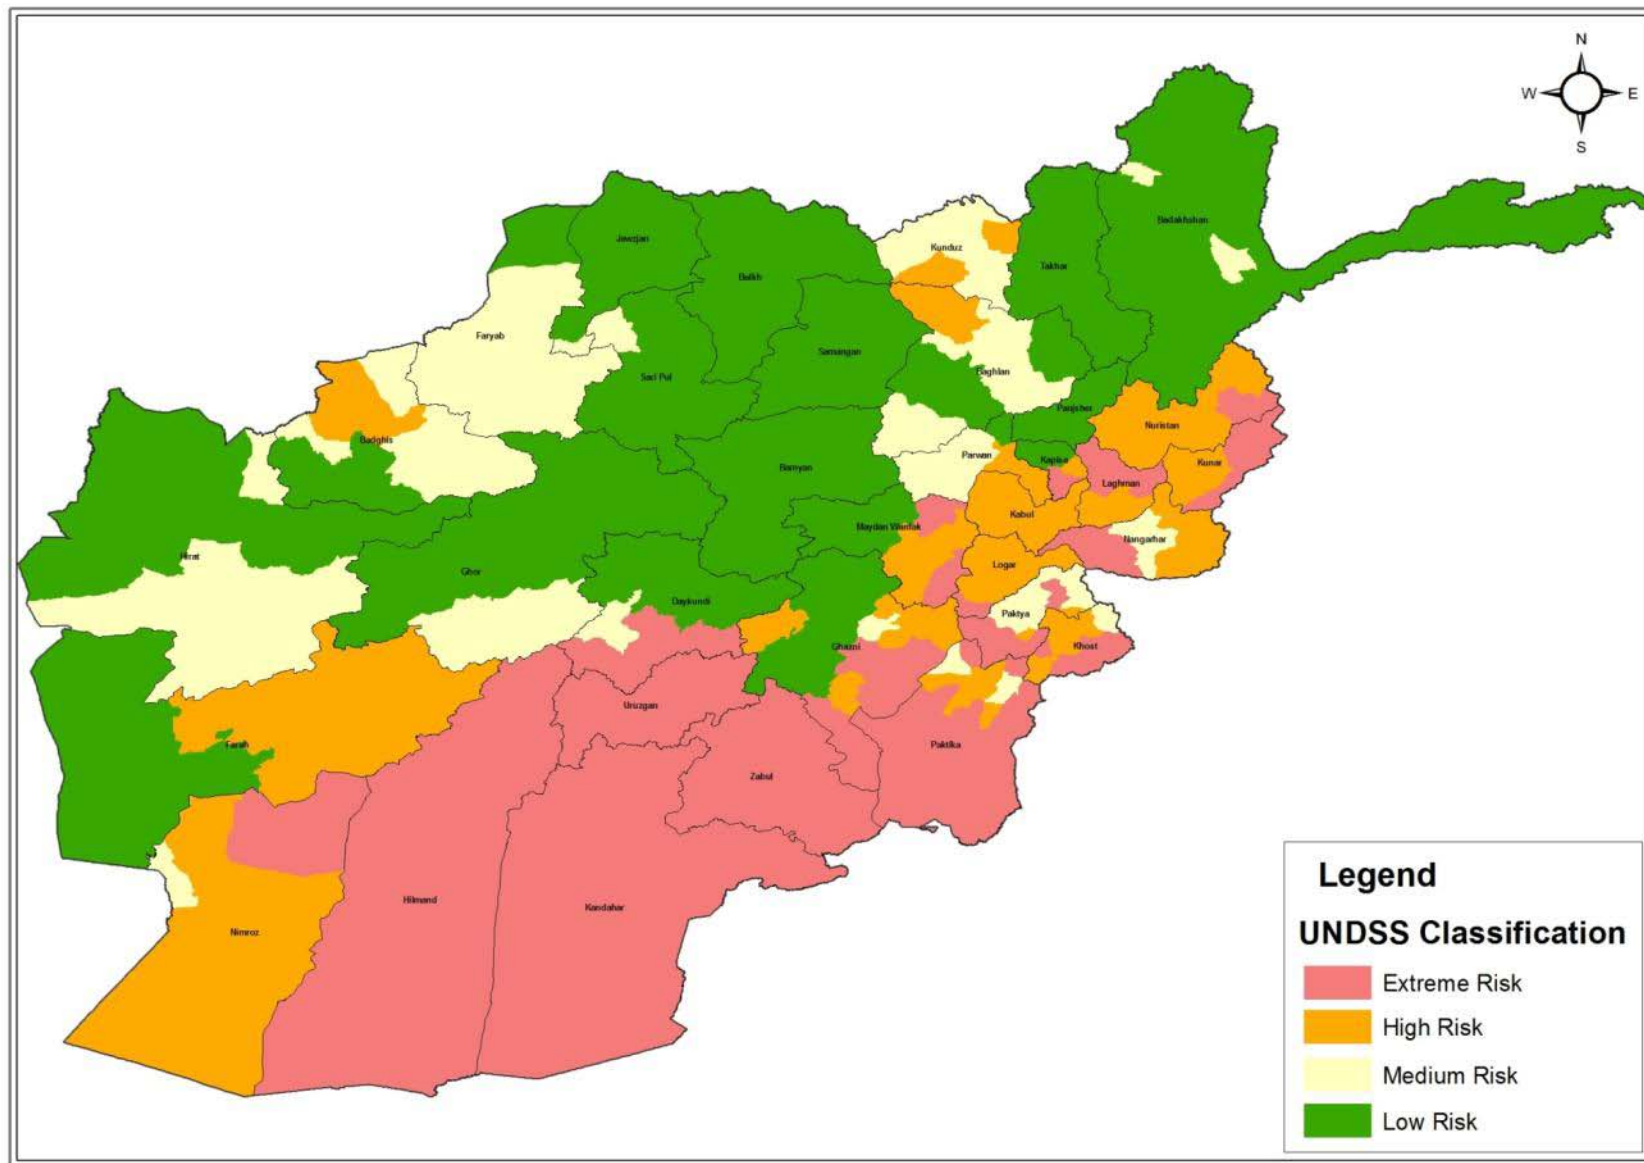 N
W E
S
Jawzjan
Balkh
Kunduz
Takhar
Badakhshan
Faryab
Sari Pul
Samangan
Baghlan
Badghis
Panjsher
Nuristan
Bamyan
Parwan
Kapisa
Kunar
Laghman
Hirat
Ghor
Maydan Wardak
Kabul
Nangarhar
Logar
Daykundi
Paktya
Ghazni
Khost
Uruzgan
Farah
Zabul
Paktika
Nimroz
Hilmand
Kandahar
Legend
UNDSS Classification
Extreme Risk
High Risk
Medium Risk
Low Risk